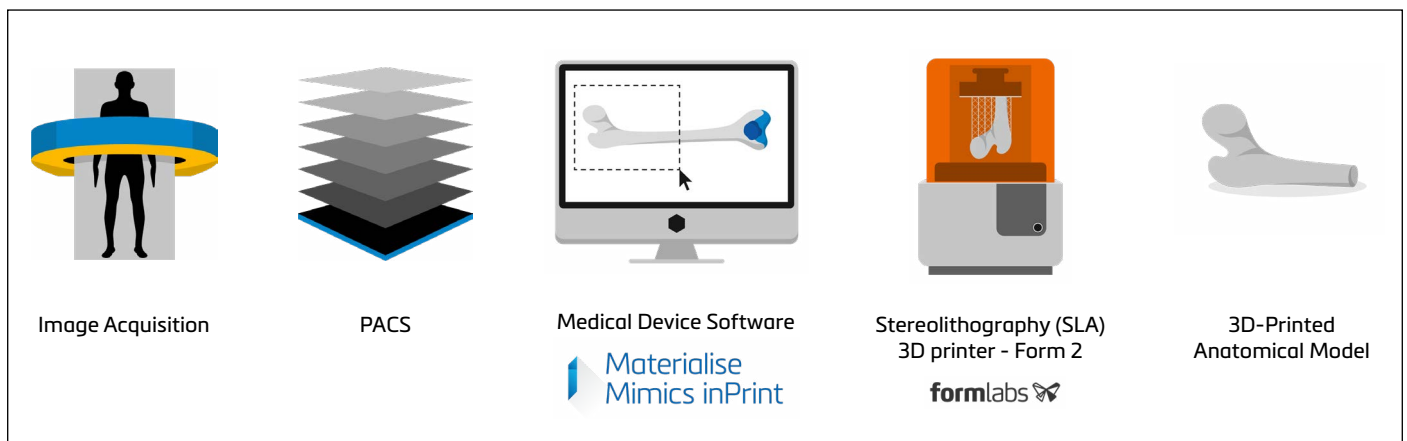 Image Acquisition
PACS
Medical Device Software
Materialise
Mimics inPrint
Stereolithography (SLA)
3D printer - Form 2
formlabs
3D-Printed
Anatomical Model